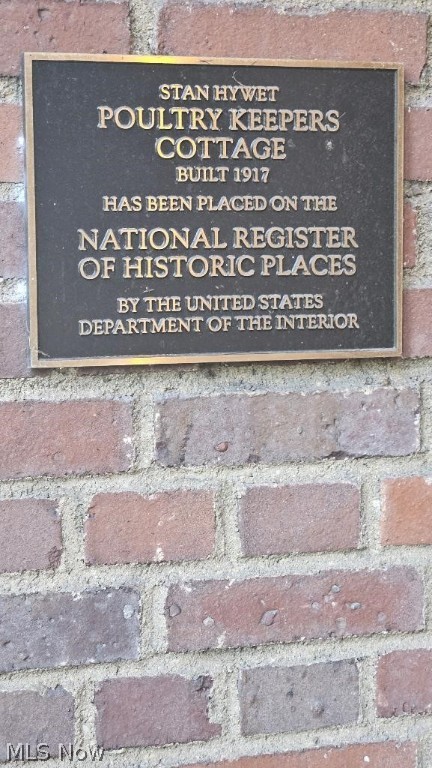 STAN HYWET
POULTRY KEEPERS
COTTAGE
BUILT 1917
HAS BEEN PLACED ON THE
NATIONAL REGISTER
OF HISTORIC PLACES
BY THE UNITED STATES
DEPARTMENT OF THE INTERIOR
MLS Now